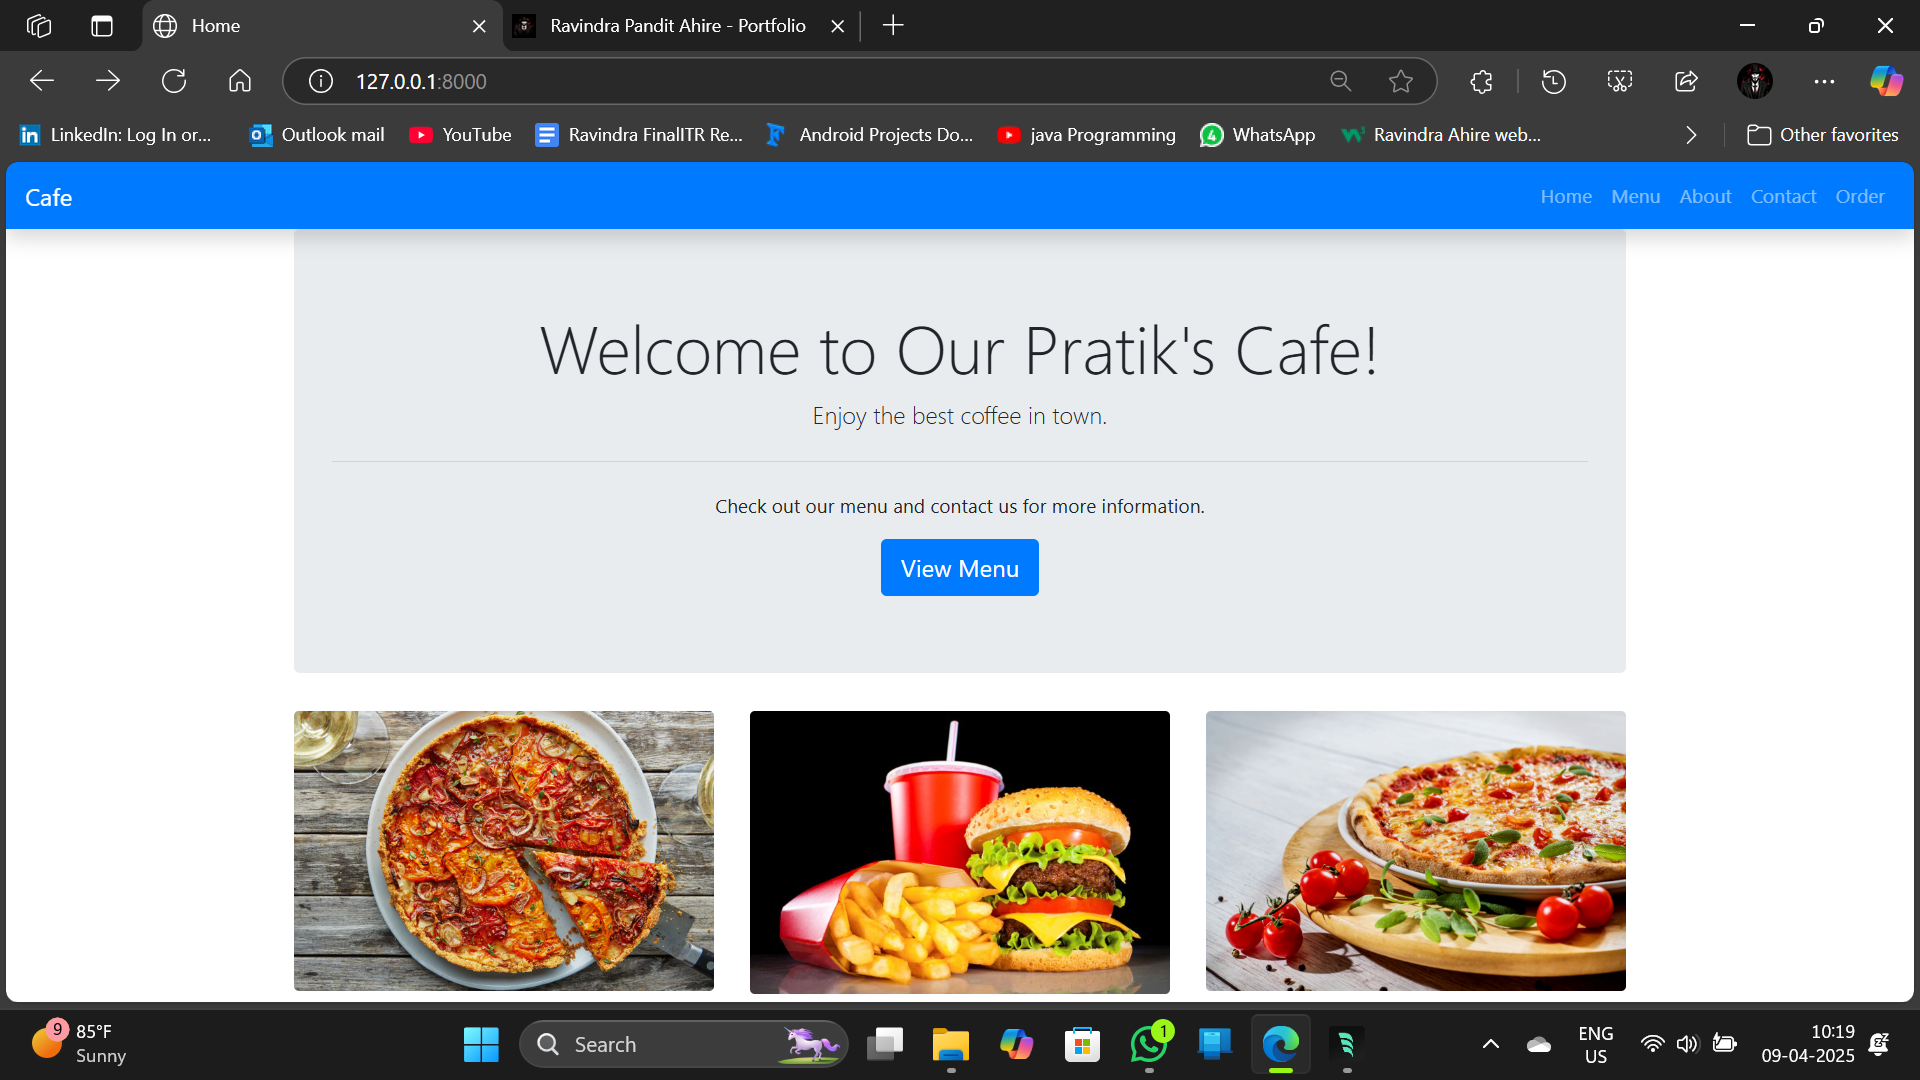 Home
Ravindra Pandit Ahire - Portfolio
127.0.0.1:8000
LinkedIn: Log In or...
Outlook mail
YouTube
Ravindra FinalITR Re...
Android Projects Do...
java Programming
4
WhatsApp
Ravindra Ahire web...
Other favorites
Cafe
Home
Menu
About
Contact
Order
Welcome to Our Pratik's Cafe!
Enjoy the best coffee in town.
Check out our menu and contact us for more information.
View Menu
9
85°F
Sunny
Search
1
ENG
US
10:19
09-04-2025